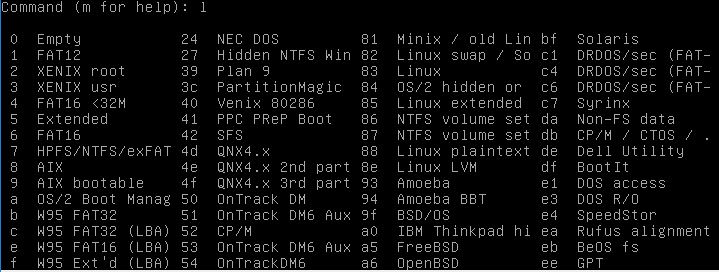 Command (m for help): l
 0  Empty           24  NEC DOS         81  Minix / old Lin bf  Solaris
 1  FAT12           27  Hidden NTFS Win 82  Linux swap / So c1  DRDOS/sec (FAT-
 2  XENIX root      39  Plan 9          83  Linux           c4  DRDOS/sec (FAT-
 3  XENIX usr       3c  PartitionMagic  84  OS/2 hidden or  c6  DRDOS/sec (FAT-
 4  FAT16 <32M      40  Venix 80286     85  Linux extended  c7  Syrinx
 5  Extended        41  PPC PReP Boot   86  NTFS volume set da  Non-FS data
 6  FAT16           42  SFS             87  NTFS volume set db  CP/M / CTOS / .
 7  HPFS/NTFS/exFAT 4d  QNX4.x          88  Linux plaintext de  Dell Utility
 8  AIX             4e  QNX4.x 2nd part 8e  Linux LVM       df  BootIt
 9  AIX bootable    4f  QNX4.x 3rd part 93  Amoeba          e1  DOS access
 a  OS/2 Boot Manag 50  OnTrack DM      94  Amoeba BBT      e3  DOS R/O
 b  W95 FAT32       51  OnTrack DM6 Aux 9f  BSD/OS          e4  SpeedStor
 c  W95 FAT32 (LBA) 52  CP/M            a0  IBM Thinkpad hi ea  Rufus alignment
 e  W95 FAT16 (LBA) 53  OnTrack DM6 Aux a5  FreeBSD         eb  BeOS fs
 f  W95 Ext'd (LBA) 54  OnTrackDM6      a6  OpenBSD         ee  GPT